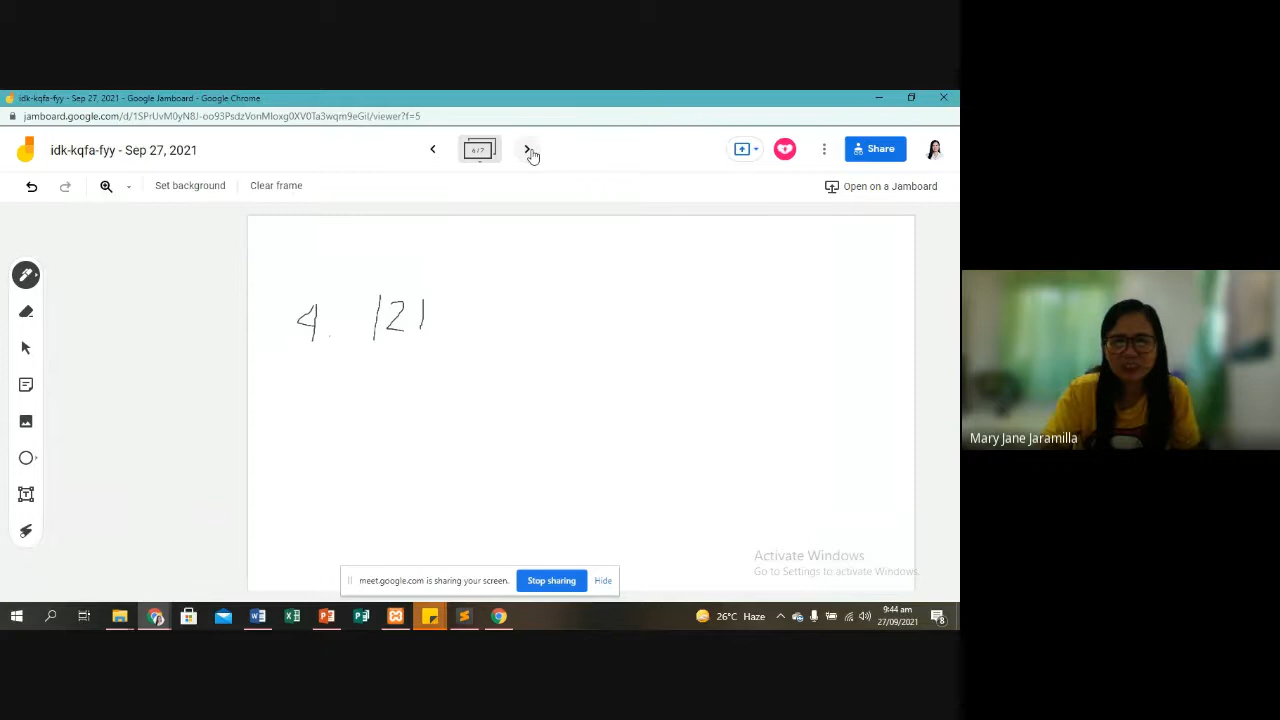 idk-kqfa-fyy - Sep 27, 2021 - Google Jamboard - Google Chrome
jamboard.google.com/d/1SPrUvM0yN8J-oo93PsdzVonMloxg0XV0Ta3wqm9eGiI/viewer?f=5
idk-kqfa-fyy - Sep 27, 2021
6 / 7
Share
Set background
Clear frame
Open on a Jamboard
4. 121
Mary Jane Jaramilla
Activate Windows
Go to Settings to activate Windows.
meet.google.com is sharing your screen.
Stop sharing
Hide
26°C Haze
9:44 am
27/09/2021
8